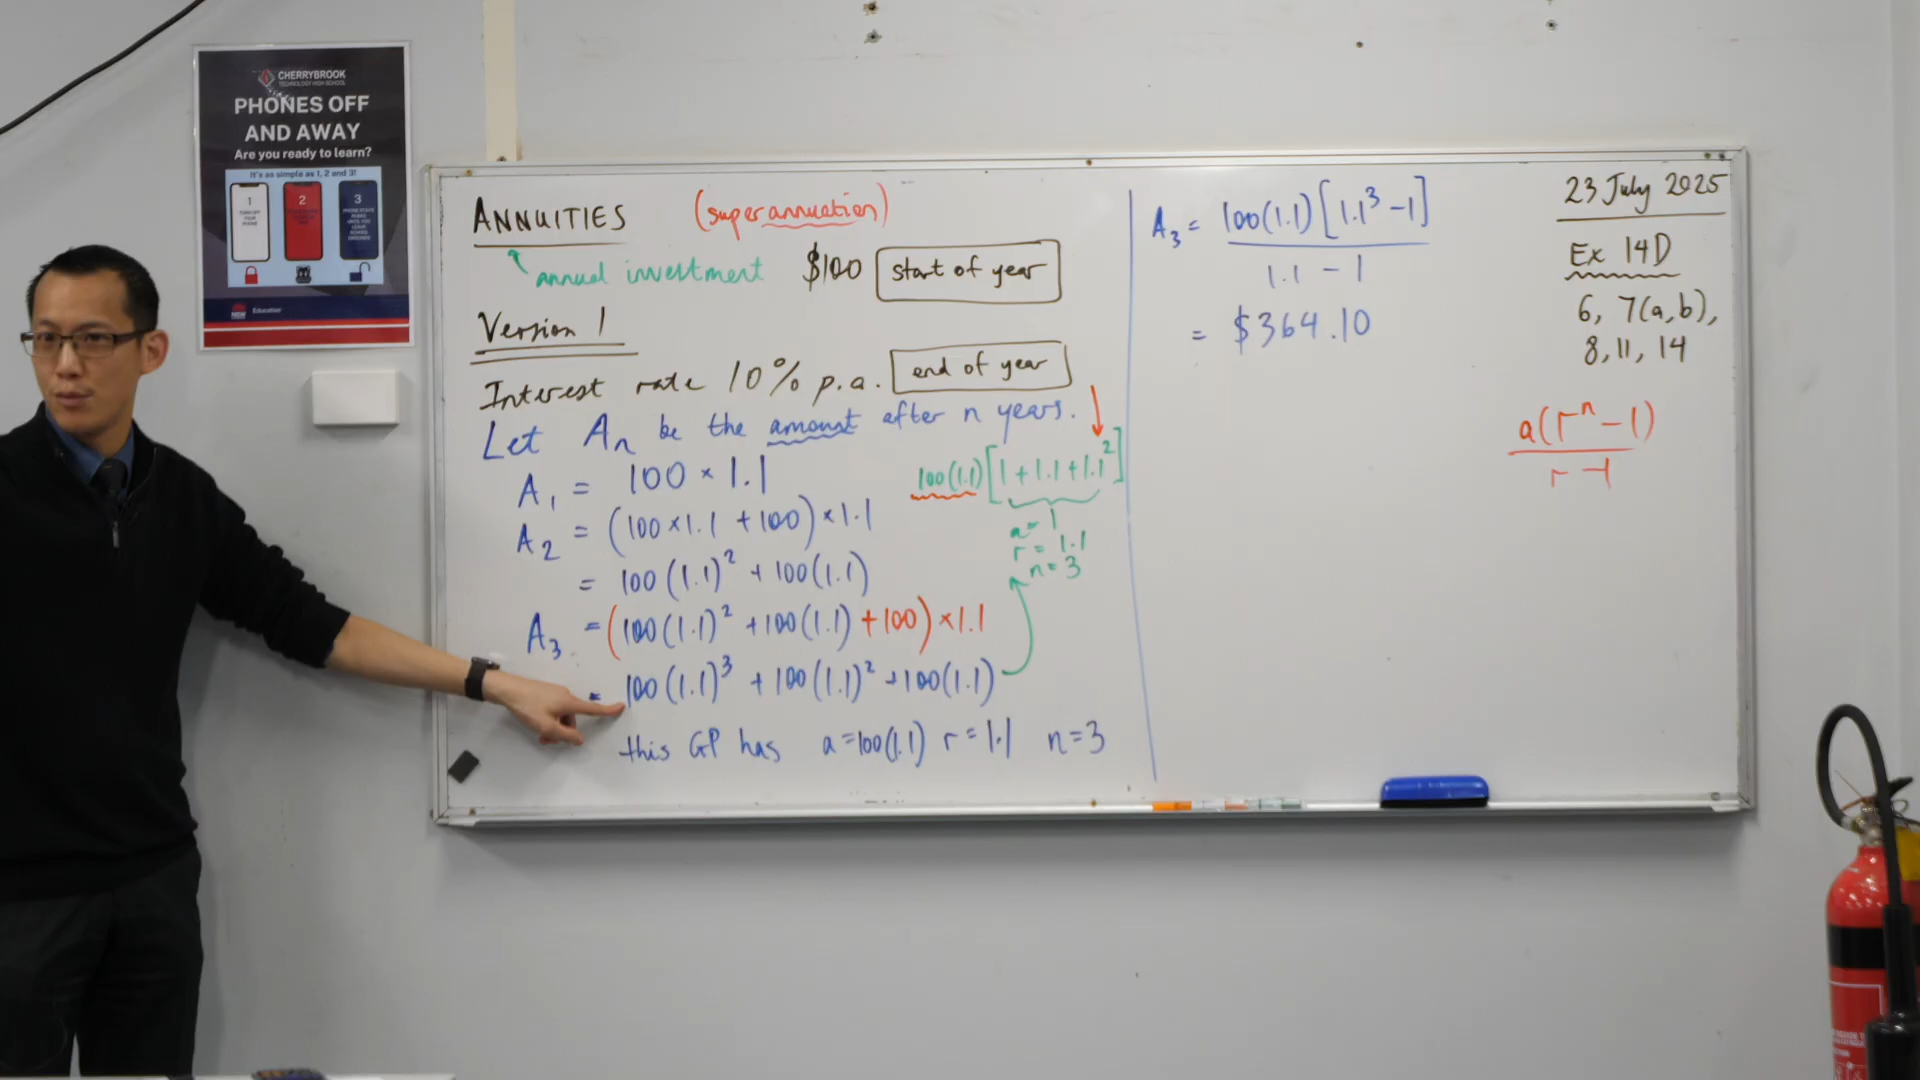 CHERRYBROOK
TECHNOLOGY HIGH SCHOOL
PHONES OFF
AND AWAY
Are you ready to learn?
It's as simple as 1, 2 and 3!
1
2
3
TURN OFF YOUR PHONE
NSW
Education
ANNUITIES (superannuation)
annual investment $100 start of year
Version 1
Interest rate 10% p.a. end of year
Let Aₙ be the amount after n years.
A₁ = 100 × 1.1
100(1.1)[1 + 1.1 + 1.1²]
A₂ = (100 × 1.1 + 100) × 1.1
a = 1
r = 1.1
n = 3
= 100(1.1)² + 100(1.1)
A₃ = (100(1.1)² + 100(1.1) + 100) × 1.1
= 100(1.1)³ + 100(1.1)² + 100(1.1)
this GP has a = 100(1.1) r = 1.1 n = 3
A₃ = 100(1.1)[1.1³ - 1]
1.1 - 1
= $364.10
23 July 2025
Ex 14D
6, 7(a,b),
8, 11, 14
a(rⁿ - 1)
r - 1